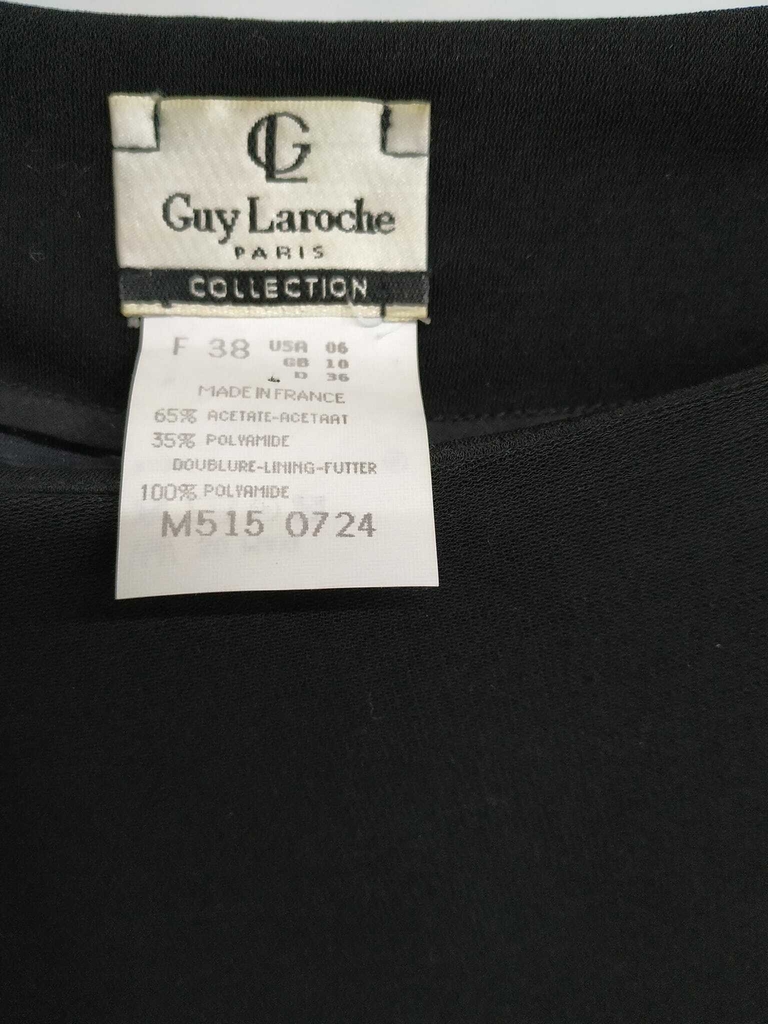 GL
Guy Laroche
PARIS
COLLECTION
F 38 USA 06
GB 10
D 36
MADE IN FRANCE
65% ACETATE-ACETAAT
35% POLYAMIDE
DOUBLURE-LINING-FUTTER
100% POLYAMIDE
M515 0724